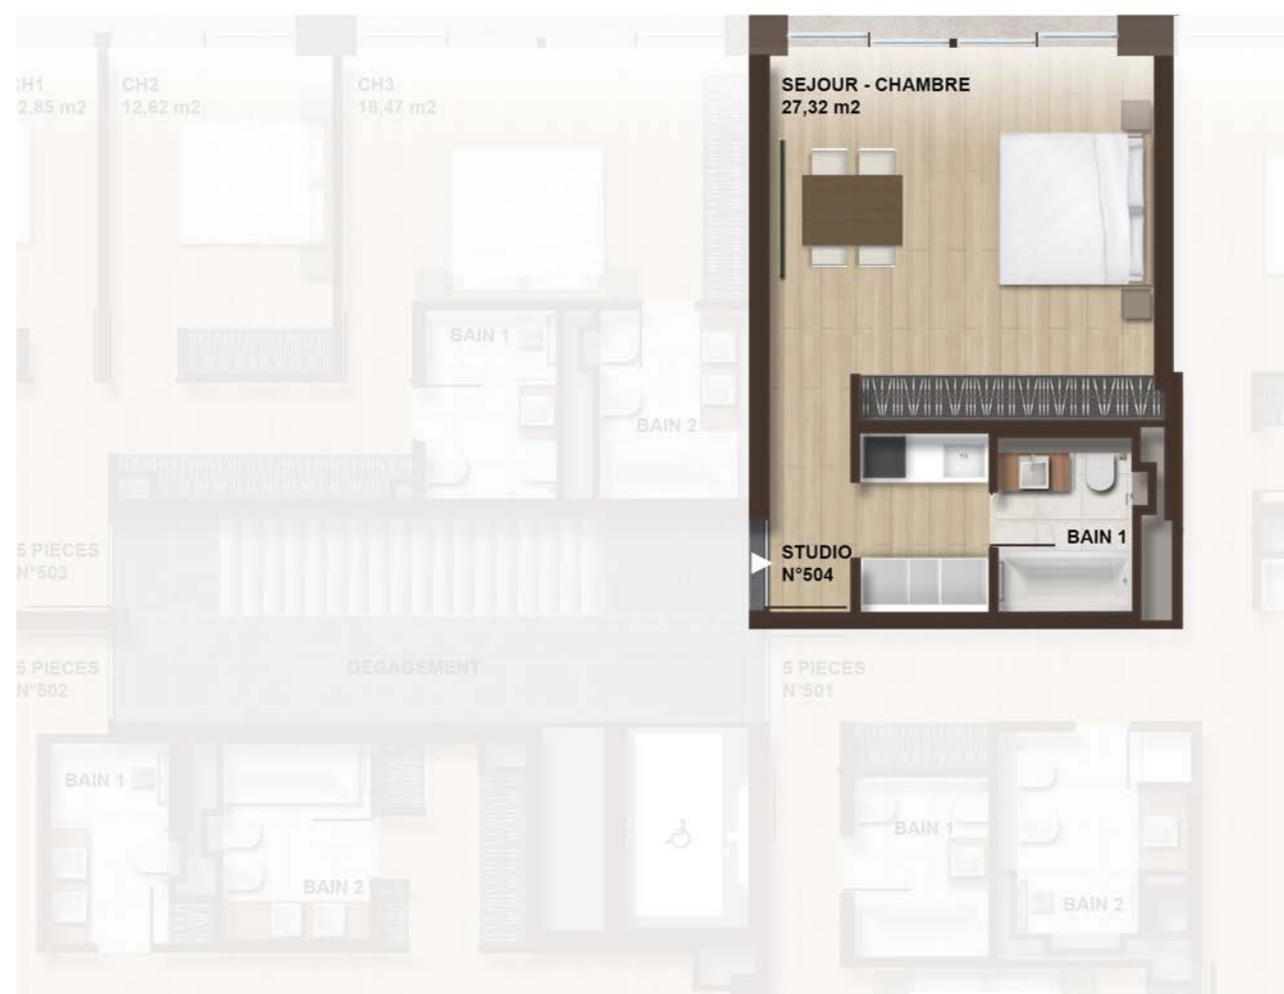 CH1
2,85 m2
CH2
12,62 m2
CH3
18,47 m2
SEJOUR - CHAMBRE
27,32 m2
BAIN 1
BAIN 2
BAIN 1
5 PIECES
N°503
STUDIO
N°504
5 PIECES
N°502
DEGAGEMENT
5 PIECES
N°501
BAIN 1
BAIN 2
BAIN 1
BAIN 2